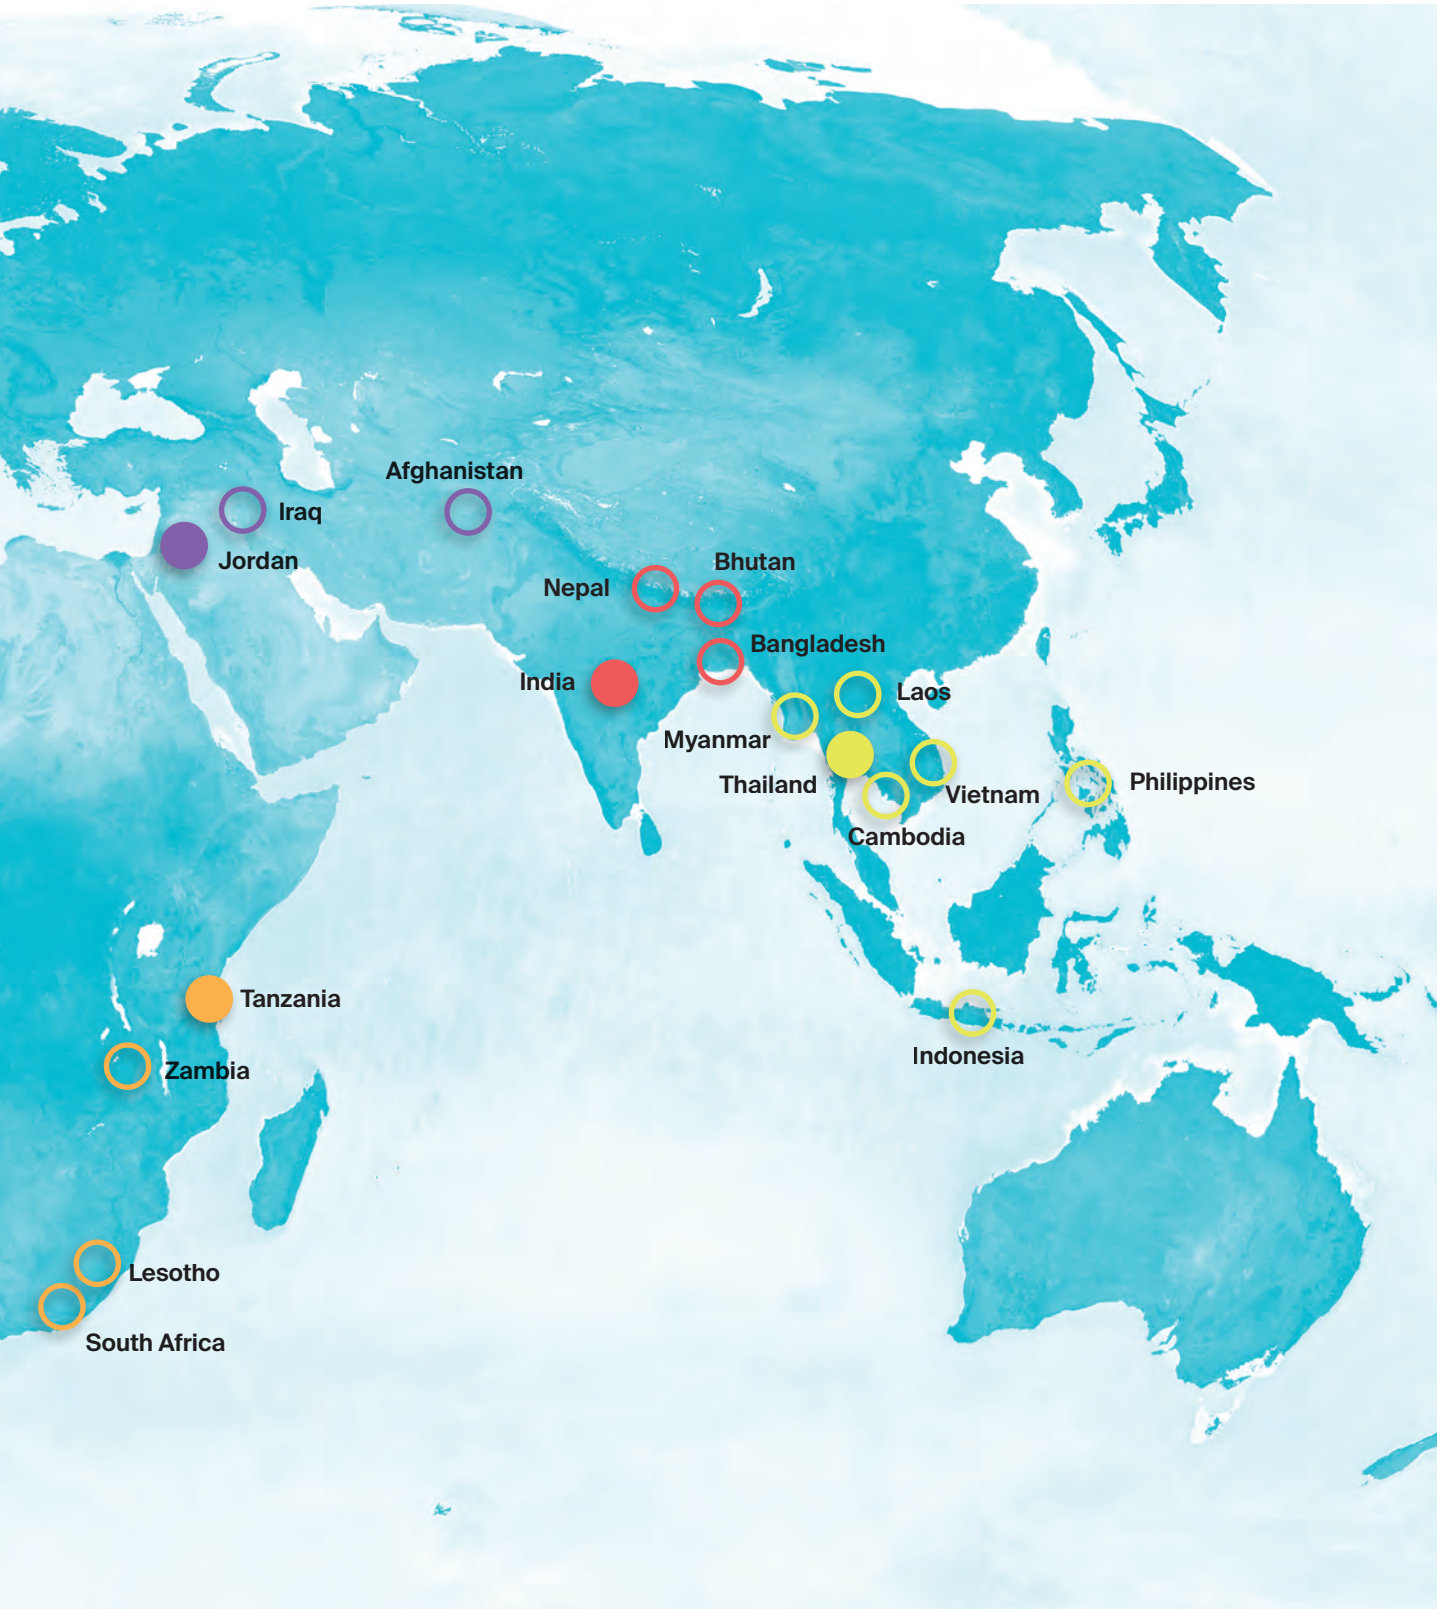 Afghanistan
Iraq
Jordan
Bhutan
Nepal
Bangladesh
India
Laos
Myanmar
Thailand
Philippines
Vietnam
Cambodia
Tanzania
Indonesia
Zambia
Lesotho
South Africa